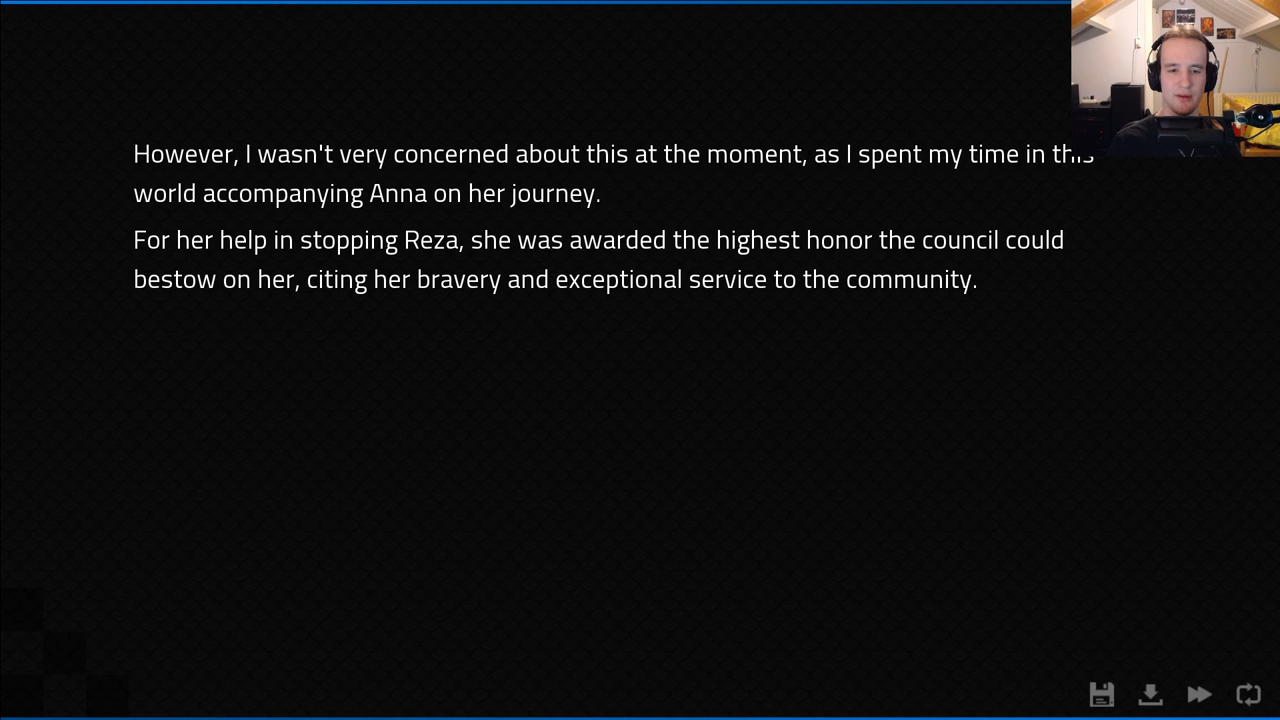 However, I wasn't very concerned about this at the moment, as I spent my time in this
world accompanying Anna on her journey.
For her help in stopping Reza, she was awarded the highest honor the council could
bestow on her, citing her bravery and exceptional service to the community.